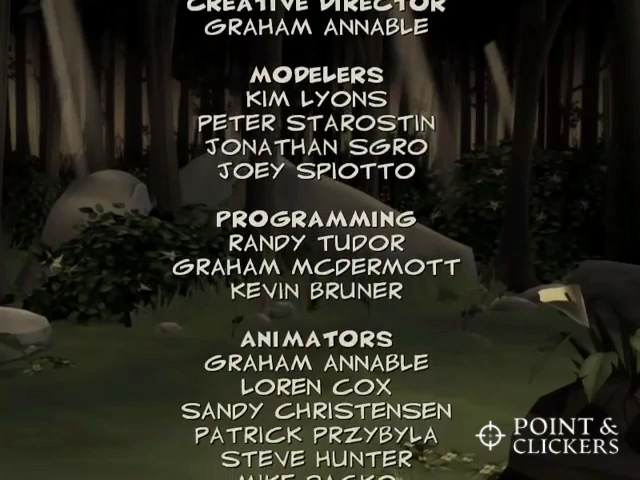 CREATIVE DIRECTOR
GRAHAM ANNABLE
MODELERS
KIM LYONS
PETER STAROSTIN
JONATHAN SGRO
JOEY SPIOTTO
PROGRAMMING
RANDY TUDOR
GRAHAM MCDERMOTT
KEVIN BRUNER
ANIMATORS
GRAHAM ANNABLE
LOREN COX
SANDY CHRISTENSEN
PATRICK PRZYBYLA
STEVE HUNTER
MIKE
POINT &
CLICKERS